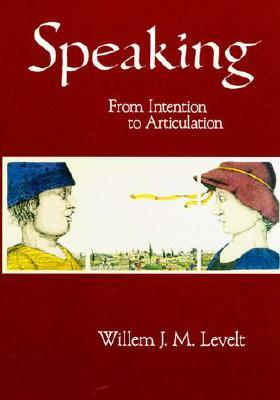 Speaking
From Intention
to Articulation
Willem J. M. Levelt